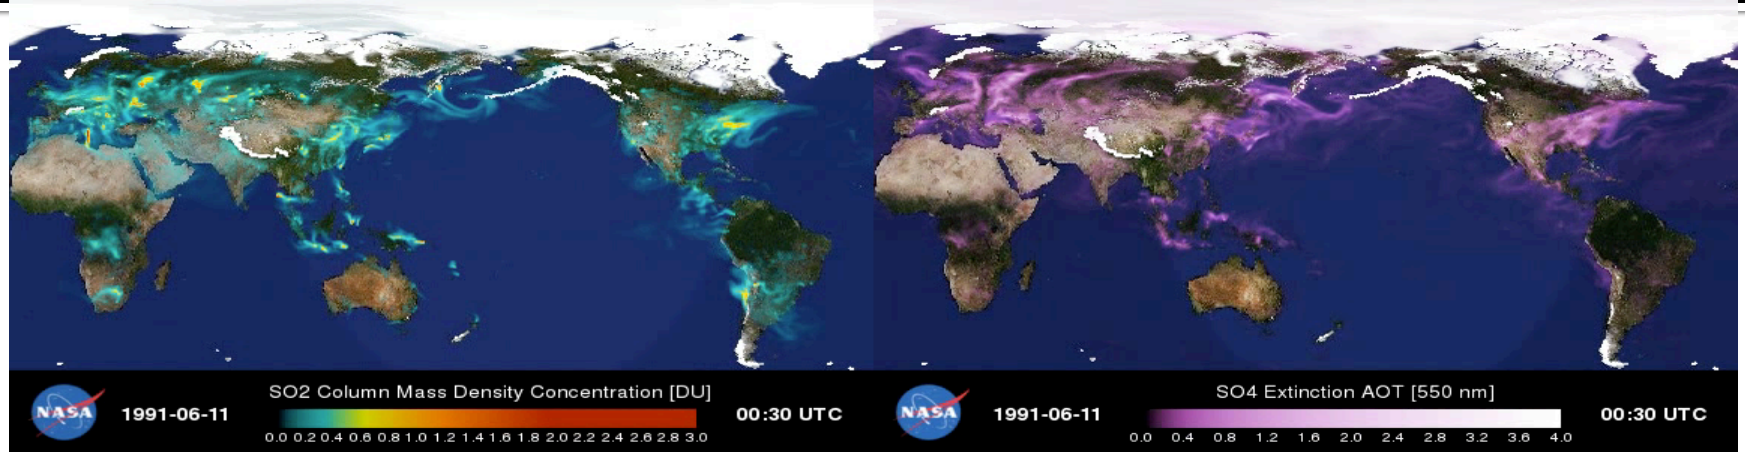 SO2 Column Mass Density Concentration [DU]
NASA
1991-06-11
00:30 UTC
0.0 0.2 0.4 0.6 0.8 1.0 1.2 1.4 1.6 1.8 2.0 2.2 2.4 2.6 2.8 3.0
SO4 Extinction AOT [550 nm]
NASA
1991-06-11
00:30 UTC
0.0 0.4 0.8 1.2 1.6 2.0 2.4 2.8 3.2 3.6 4.0